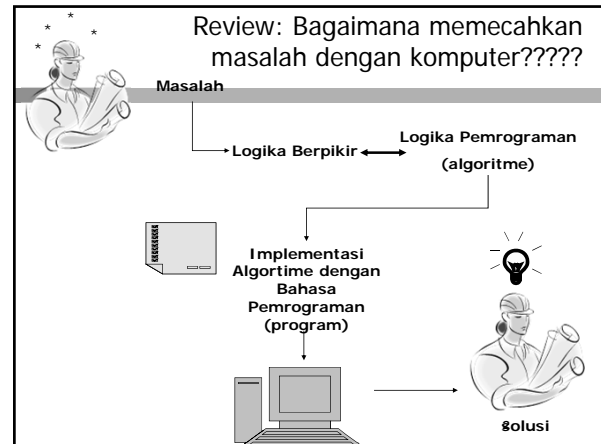 Review: Bagaimana memecahkan
masalah dengan komputer?????
Masalah
Logika Berpikir
Logika Pemrograman
(algoritme)
Implementasi
Algortime dengan
Bahasa
Pemrograman
(program)
Solusi